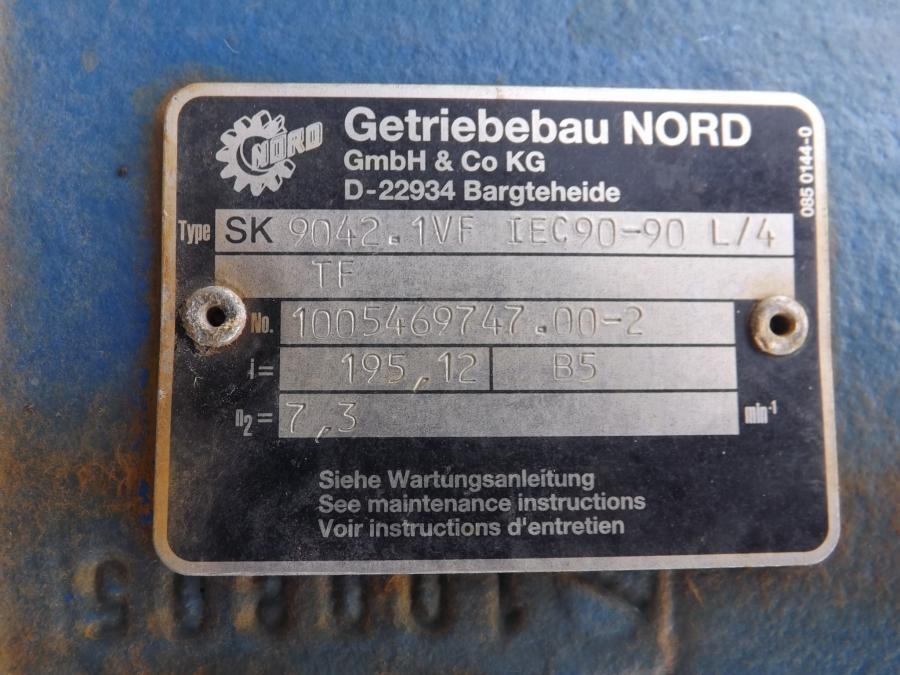 NORD
Getriebebau NORD
GmbH & Co KG
D-22934 Bargteheide
085 0144-0
Type SK 9042.1VF IEC90-90 L/4
TF
No. 1005469747.00-2
i= 195,12 B5
n2= 7,3 min-1
Siehe Wartungsanleitung
See maintenance instructions
Voir instructions d'entretien